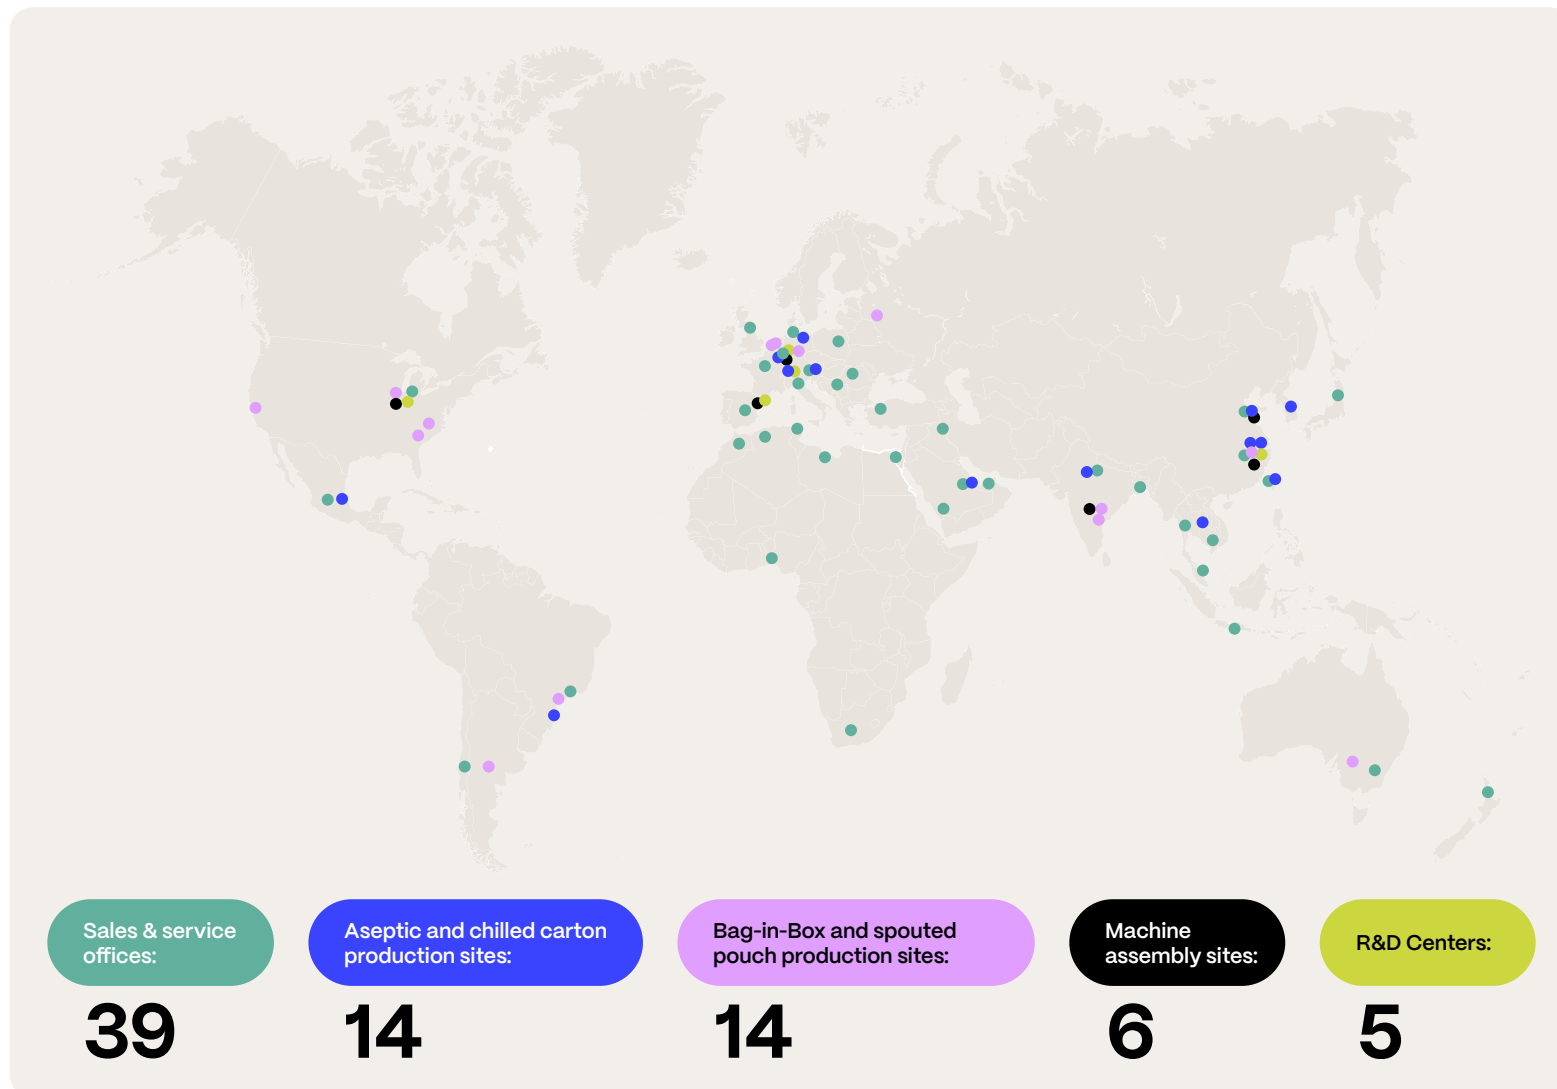 Sales & service
offices:
39
Aseptic and chilled carton
production sites:
14
Bag-in-Box and spouted
pouch production sites:
14
Machine
assembly sites:
6
R&D Centers:
5